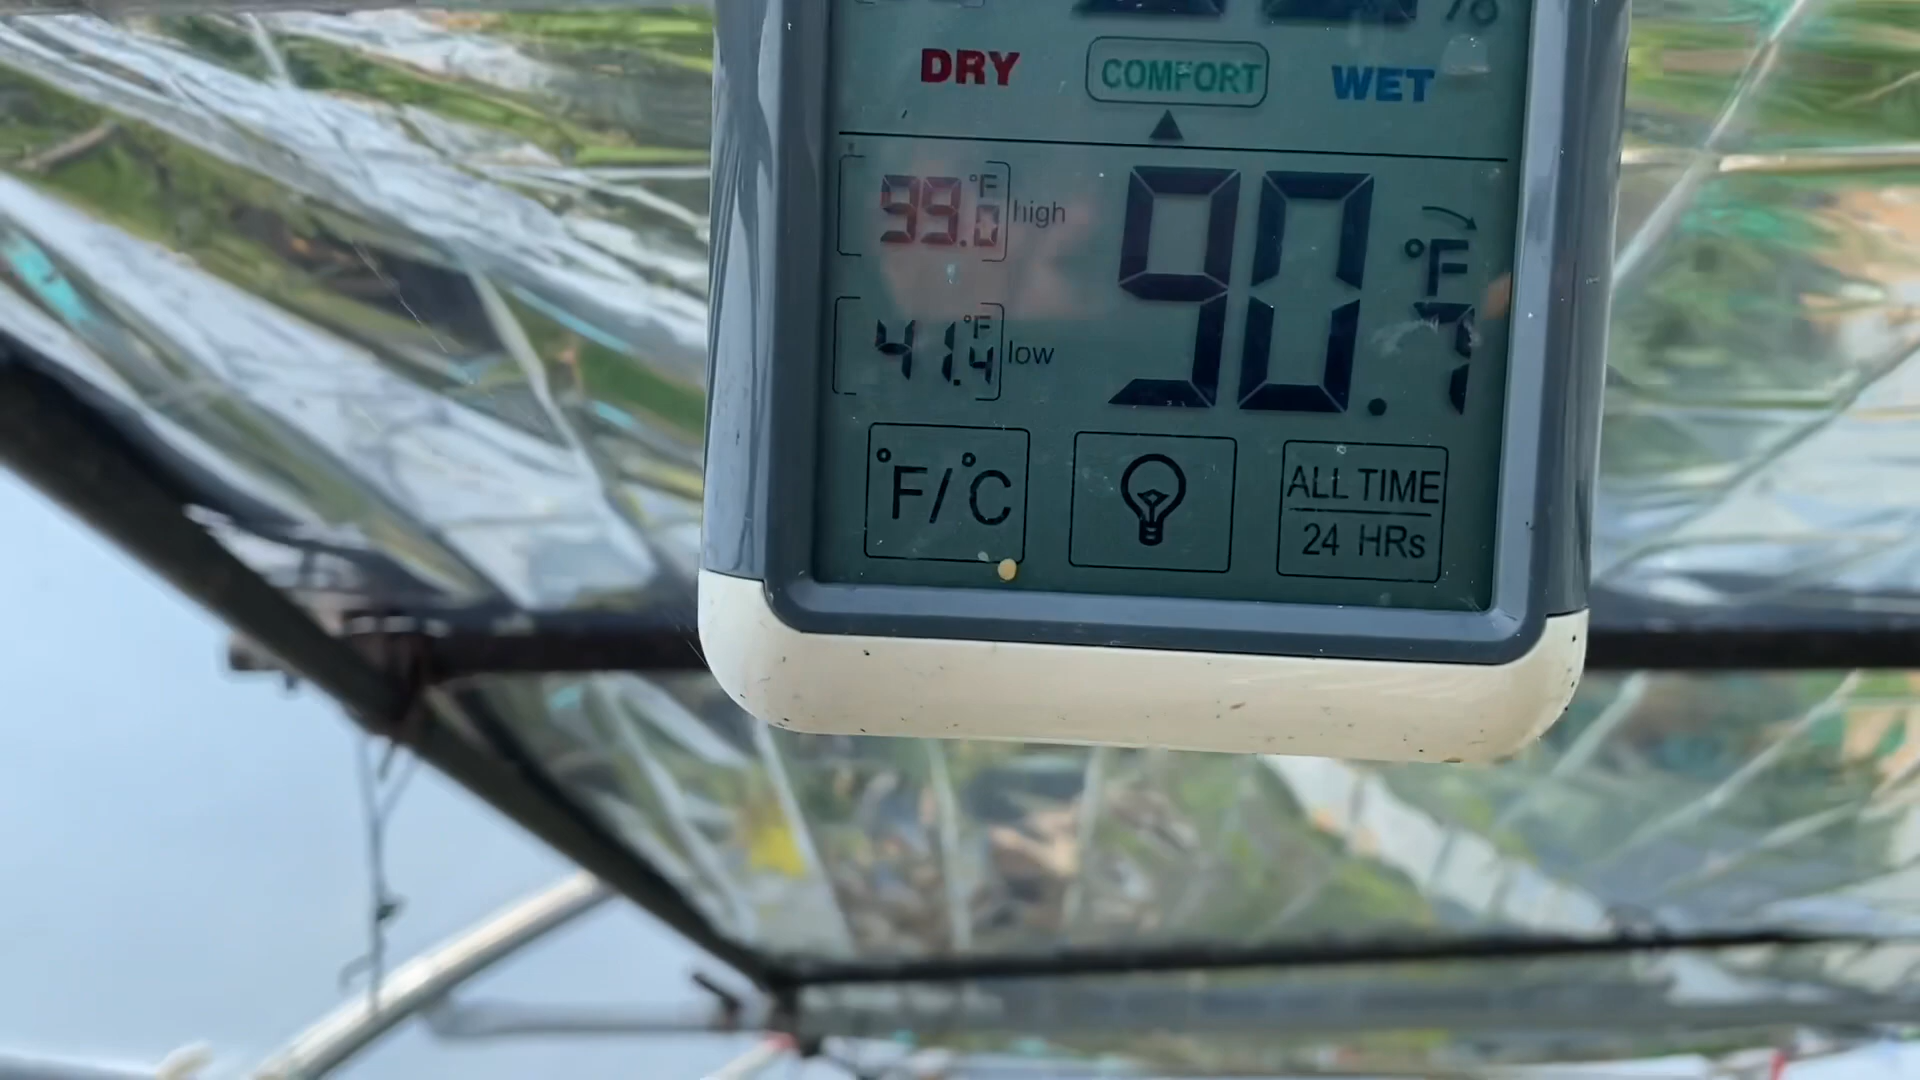 DRY COMFORT WET
99.0 °F high
90.7 °F
41.4 °F low
°F/°C
ALL TIME
24 HRs